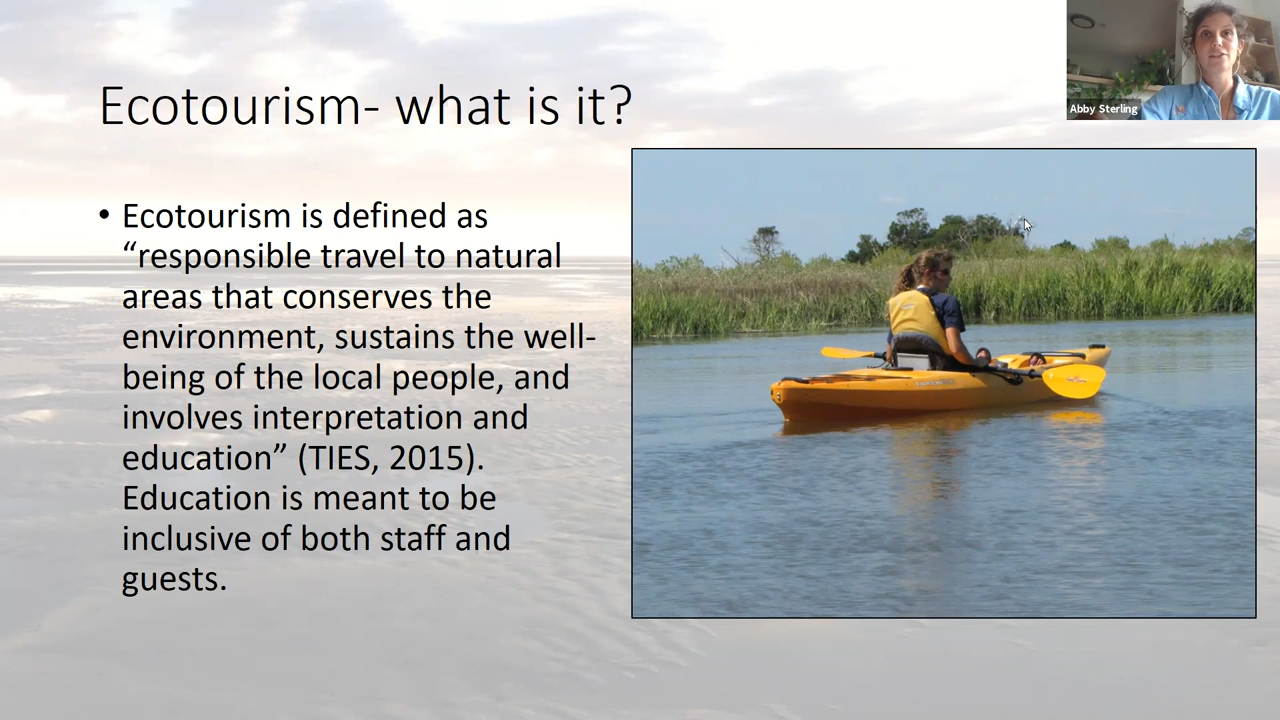 Ecotourism- what is it?
Abby Sterling
• Ecotourism is defined as
“responsible travel to natural
areas that conserves the
environment, sustains the well-
being of the local people, and
involves interpretation and
education” (TIES, 2015).
Education is meant to be
inclusive of both staff and
guests.